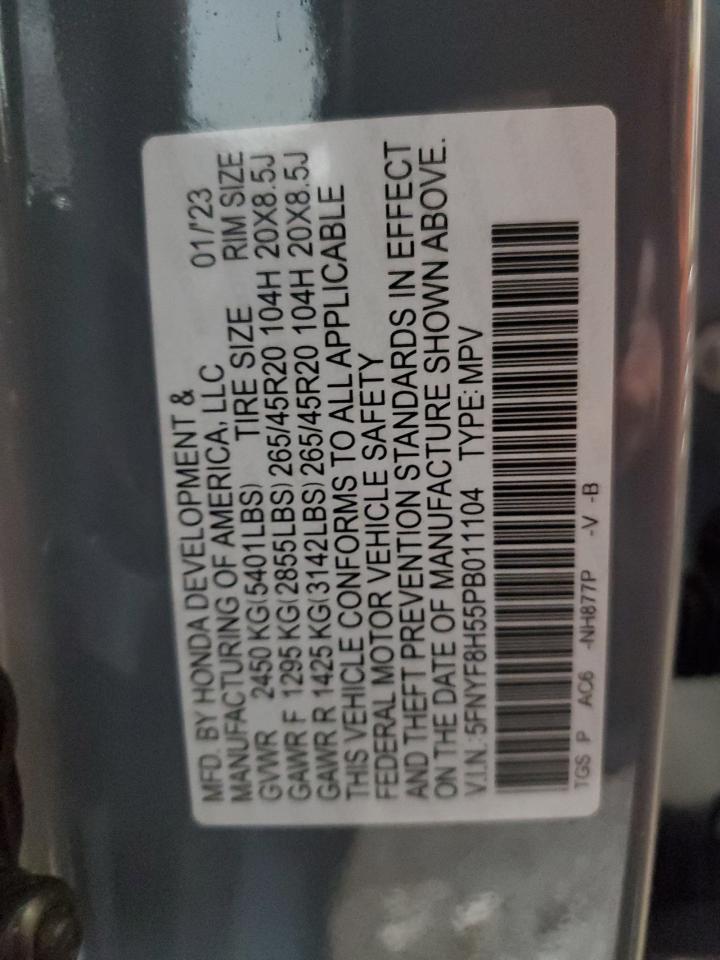 MFD. BY HONDA DEVELOPMENT &
MANUFACTURING OF AMERICA, LLC 01/'23
GVWR 2450 KG(5401LBS) TIRE SIZE RIM SIZE
GAWR F 1295 KG(2855LBS) 265/45R20 104H 20X8.5J
GAWR R 1425 KG(3142LBS) 265/45R20 104H 20X8.5J
THIS VEHICLE CONFORMS TO ALL APPLICABLE
FEDERAL MOTOR VEHICLE SAFETY
AND THEFT PREVENTION STANDARDS IN EFFECT
ON THE DATE OF MANUFACTURE SHOWN ABOVE.
V.I.N.:5FNYF8H55PB011104 TYPE: MPV
TGS P AC6 -NH877P -V -B